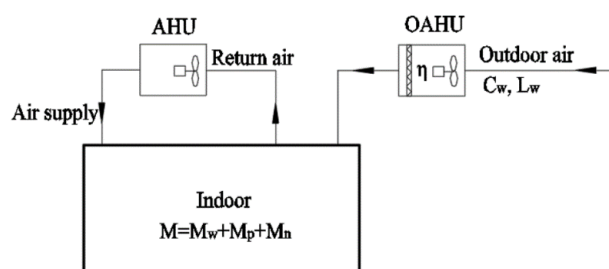 AHU
OAHU
Return air
Outdoor air
η
Cw, Lw
Air supply
Indoor
M=Mw+Mp+Mn